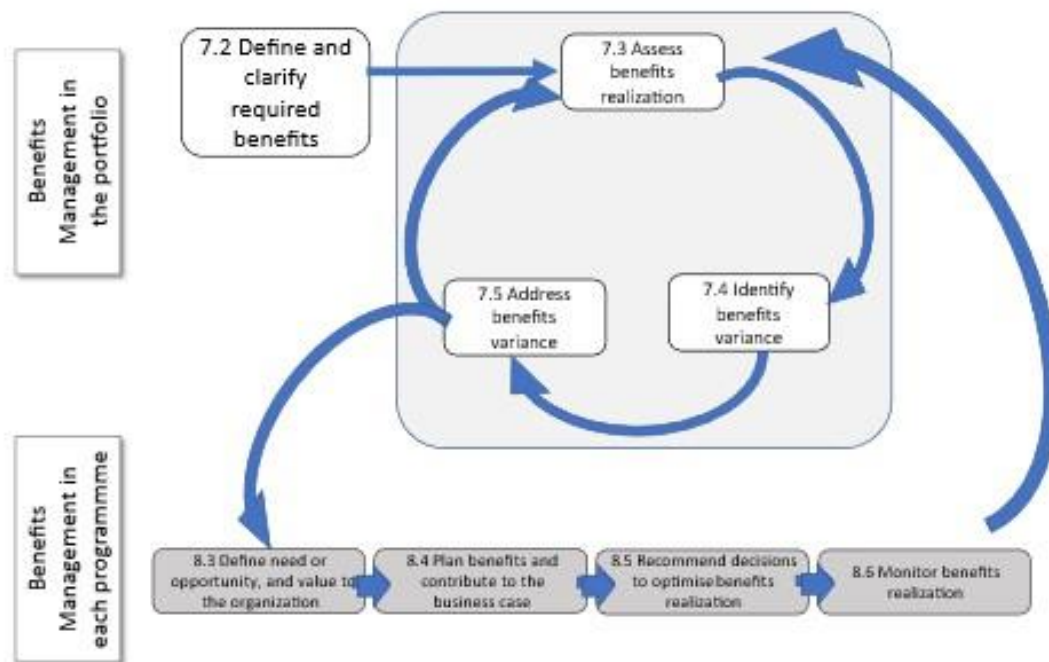 Benefits
Management in
the portfolio
7.2 Define and
clarify
required
benefits
7.3 Assess
benefits
realization
7.5 Address
benefits
variance
7.4 Identify
benefits
variance
Benefits
Management in
each programmme
8.3 Define need or
opportunity, and value to
the organization
8.4 Plan benefits and
contribute to the
business case
8.5 Recommend decisions
to optimise benefits
realization
8.6 Monitor benefits
realization